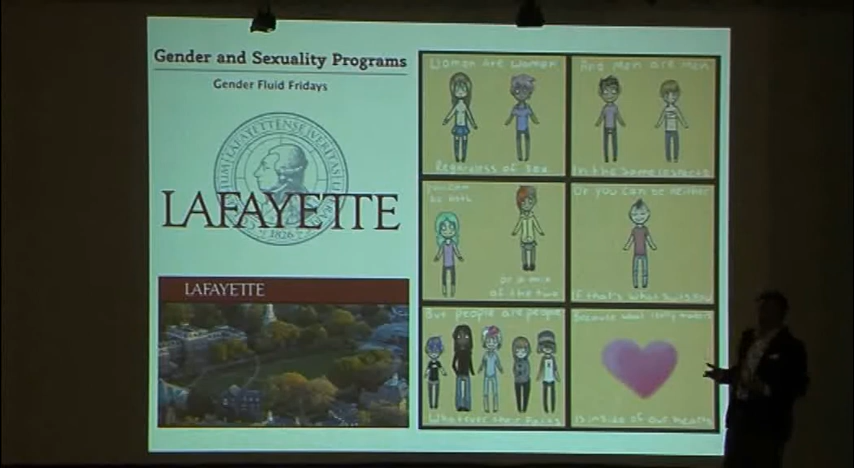 Gender and Sexuality Programs
Gender Fluid Fridays
LAFAYETTE
1826
LAFAYETTE
Women are Women
Regardless of Sex
And Men are men
In the same
You can
be both
or a mix
of the two
Or you can be neither
If that's what suits you
But people are people
Whatever their
Because what really matters
Is inside of our hearts